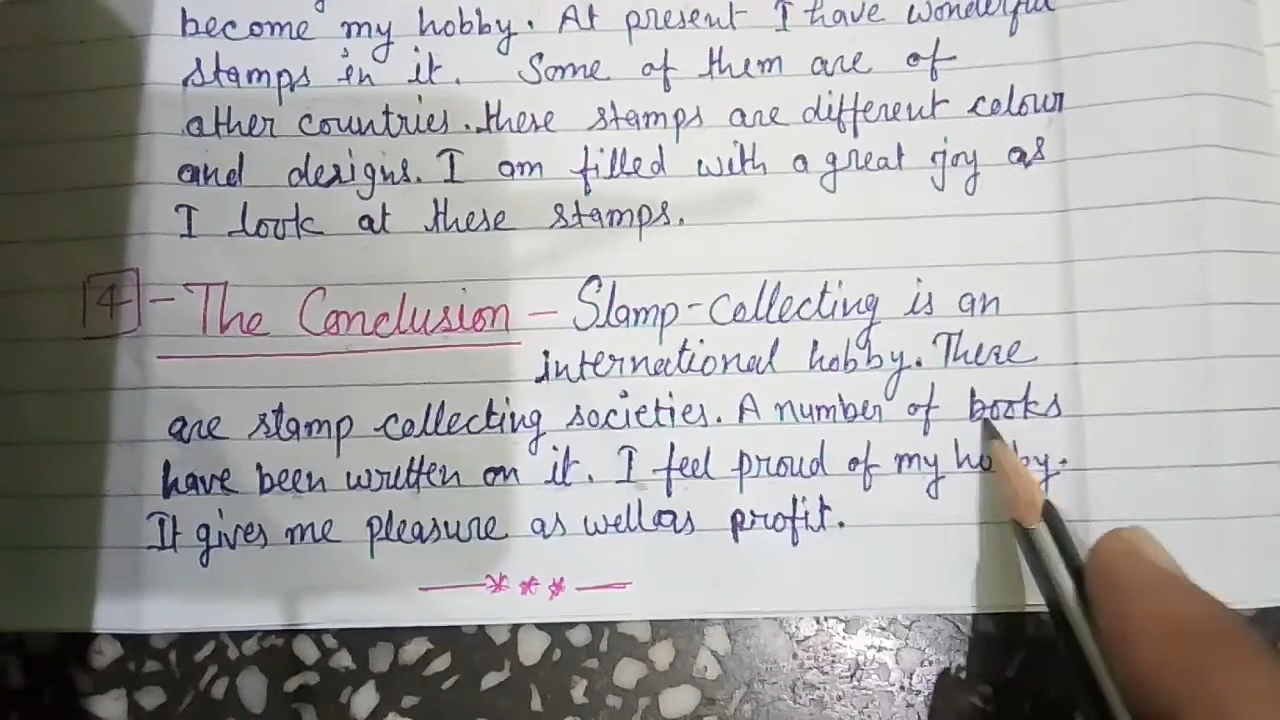 become my hobby. At present I have wonderful
stamps in it. Some of them are of
other countries. these stamps are different colour
and designs. I am filled with a great joy as
I look at these stamps.
4 - The Conclusion - Stamp-Collecting is an
international hobby. There
are stamp collecting societies. A number of books
have been written on it. I feel proud of my hobby.
It gives me pleasure as well as profit.